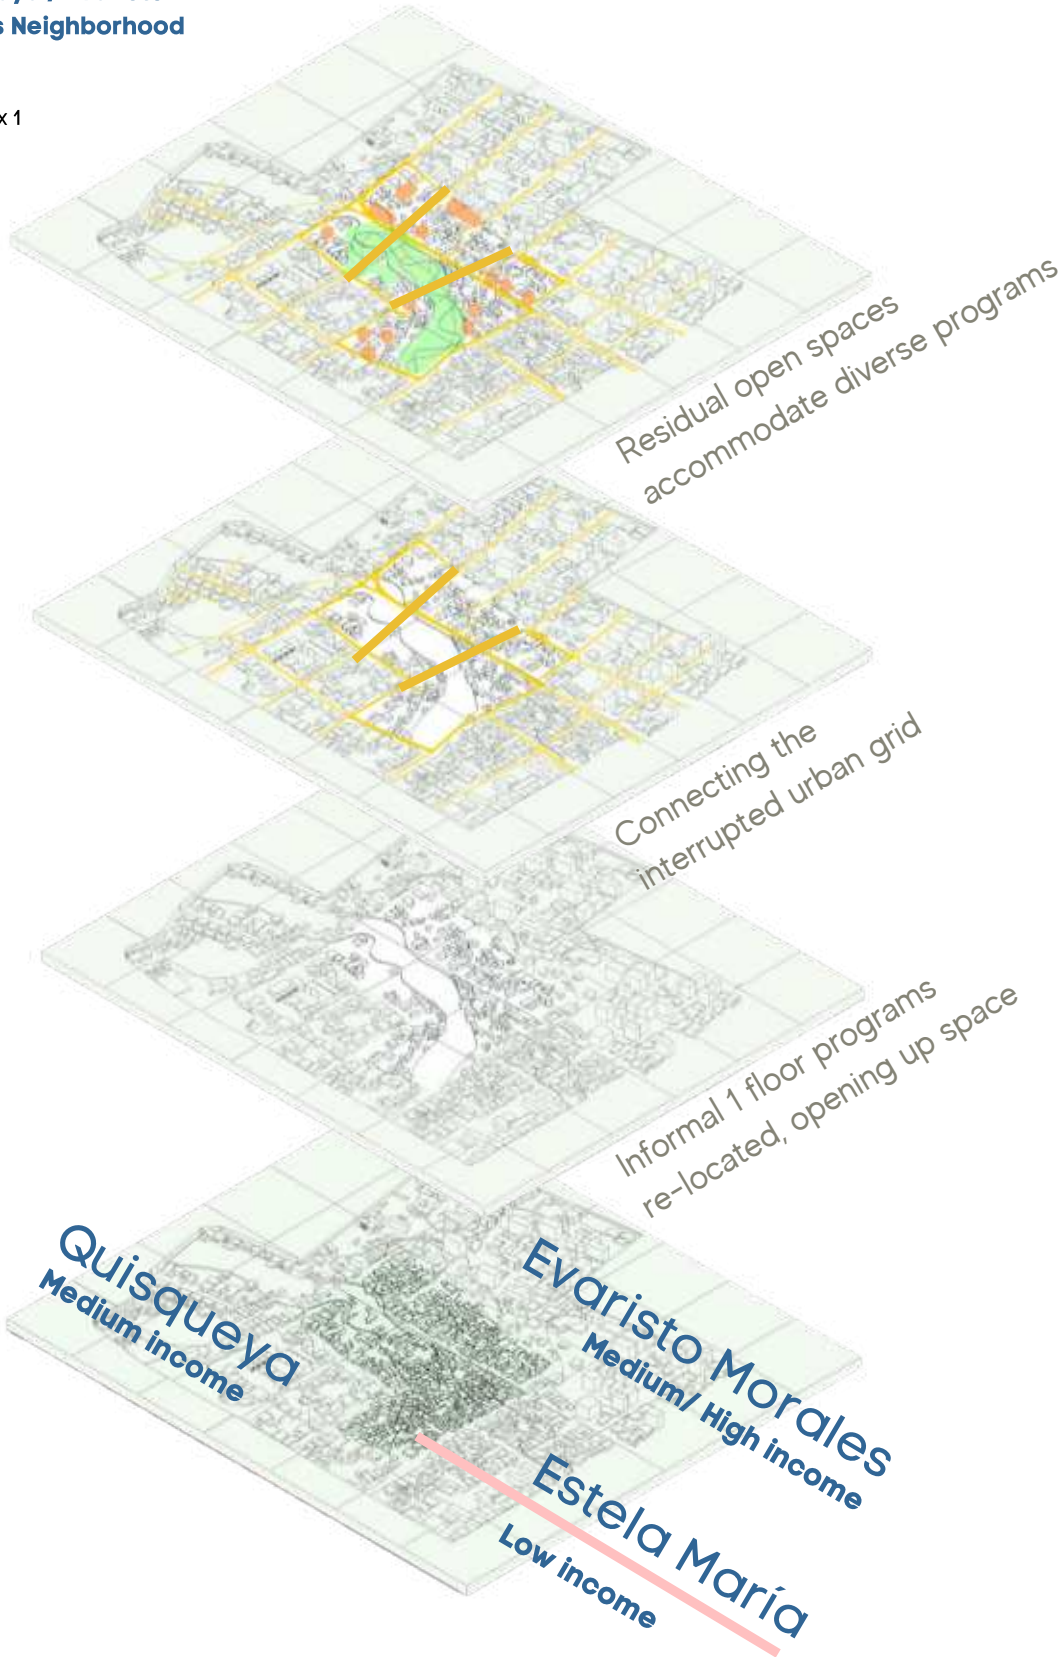 s Neighborhood
x 1
Residual open spaces
accommodate diverse programs
Connecting the
interrupted urban grid
Informal 1 floor programs
re-located, opening up space
Quisqueya
Medium income
Evaristo Morales
Medium/ High income
Estela María
Low income